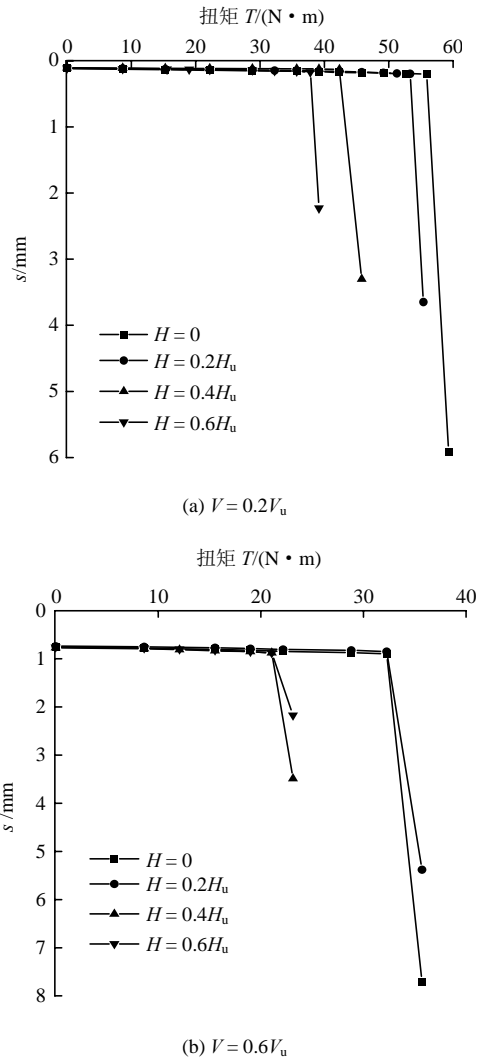 扭矩 T/(N·m)
0 10 20 30 40 50 60
0
1
2
3
4
5
6
s/mm
H = 0
H = 0.2Hu
H = 0.4Hu
H = 0.6Hu
(a) V = 0.2Vu
扭矩 T/(N·m)
0 10 20 30 40
0
1
2
3
4
5
6
7
8
s/mm
H = 0
H = 0.2Hu
H = 0.4Hu
H = 0.6Hu
(b) V = 0.6Vu